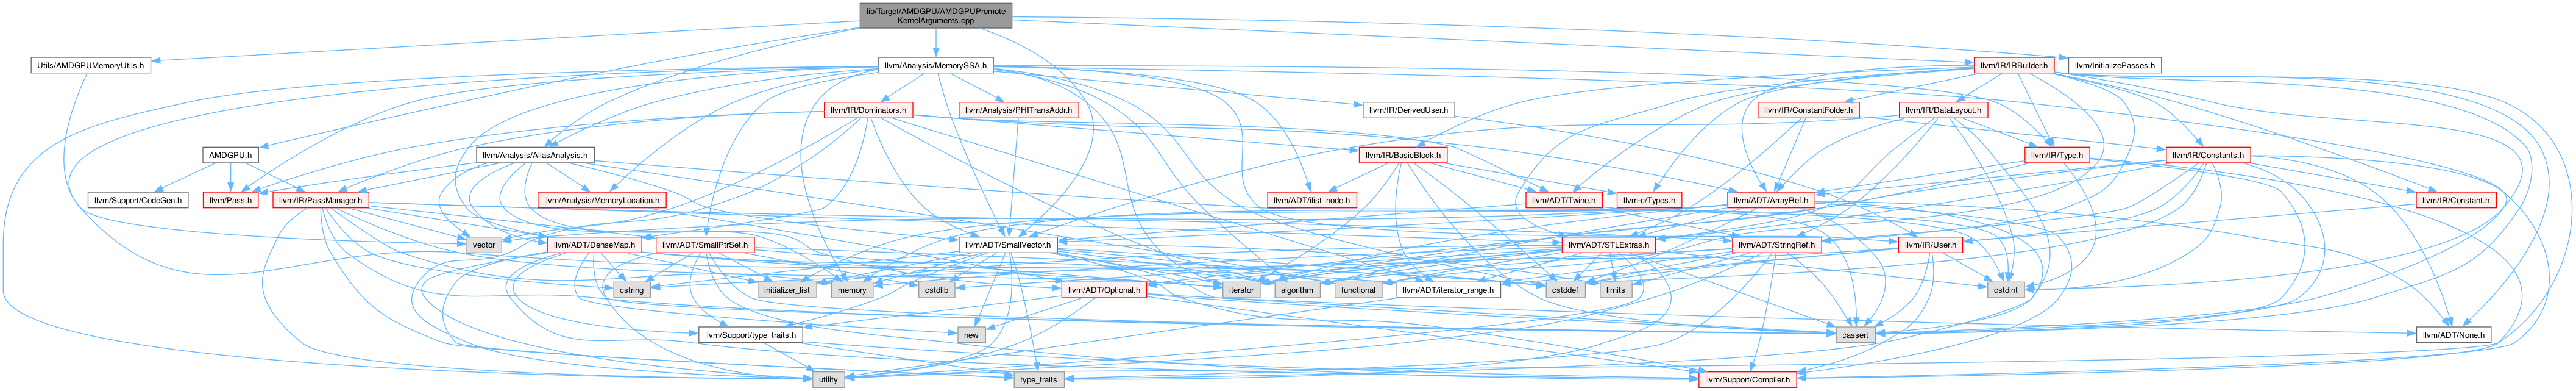 lib/Target/AMDGPU/AMDGPUPromote
KernelArguments.cpp
Utils/AMDGPUMemoryUtils.h
llvm/Analysis/MemorySSA.h
llvm/IR/IRBuilder.h
llvm/InitializePasses.h
llvm/IR/Dominators.h
llvm/Analysis/PHITransAddr.h
llvm/IR/DerivedUser.h
llvm/IR/ConstantFolder.h
llvm/IR/DataLayout.h
AMDGPU.h
llvm/Analysis/AliasAnalysis.h
llvm/IR/BasicBlock.h
llvm/IR/Type.h
llvm/IR/Constants.h
llvm/Support/CodeGen.h
llvm/Pass.h
llvm/IR/PassManager.h
llvm/Analysis/MemoryLocation.h
llvm/ADT/ilist_node.h
llvm/ADT/Twine.h
llvm-c/Types.h
llvm/ADT/ArrayRef.h
llvm/IR/Constant.h
vector
llvm/ADT/DenseMap.h
llvm/ADT/SmallPtrSet.h
llvm/ADT/SmallVector.h
llvm/ADT/STLExtras.h
llvm/ADT/StringRef.h
llvm/IR/User.h
cstring
initializer_list
memory
cstdlib
llvm/ADT/Optional.h
iterator
algorithm
functional
llvm/ADT/iterator_range.h
cstddef
limits
cstdint
llvm/Support/type_traits.h
new
cassert
llvm/ADT/None.h
utility
type_traits
llvm/Support/Compiler.h